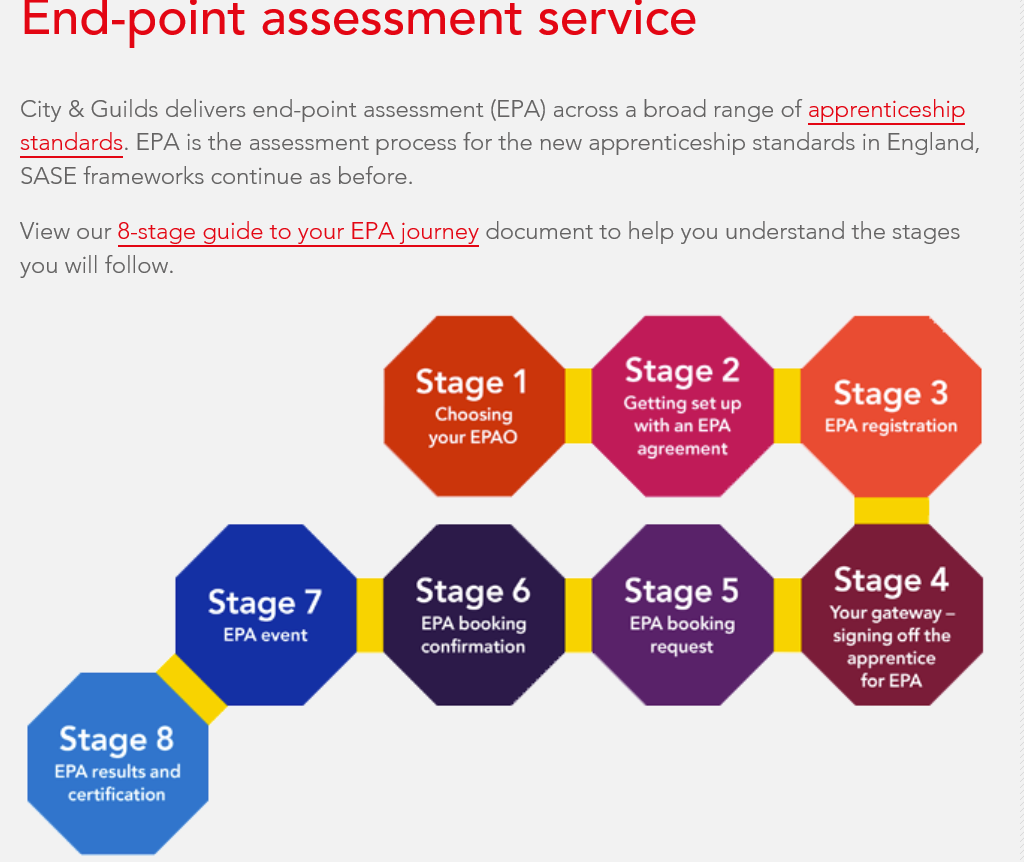 End-point assessment service
City & Guilds delivers end-point assessment (EPA) across a broad range of apprenticeship
standards. EPA is the assessment process for the new apprenticeship standards in England,
SASE frameworks continue as before.
View our 8-stage guide to your EPA journey document to help you understand the stages
you will follow.
Stage 1
Choosing
your EPAO
Stage 2
Getting set up
with an EPA
agreement
Stage 3
EPA registration
Stage 4
Your gateway –
signing off the
apprentice
for EPA
Stage 5
EPA booking
request
Stage 6
EPA booking
confirmation
Stage 7
EPA event
Stage 8
EPA results and
certification